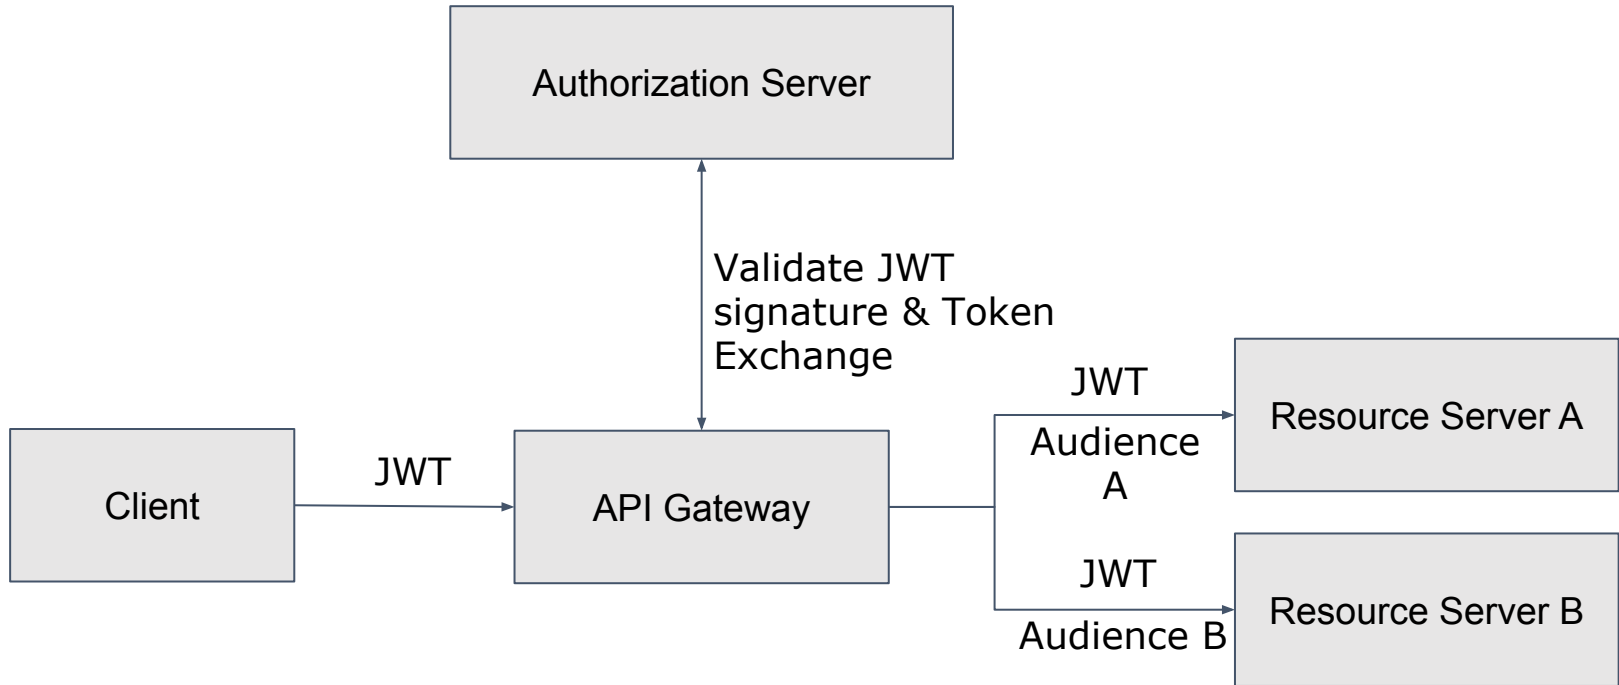 Authorization Server
Validate JWT
signature & Token
Exchange
JWT
Resource Server A
Audience
A
Client
JWT
API Gateway
JWT
Resource Server B
Audience B